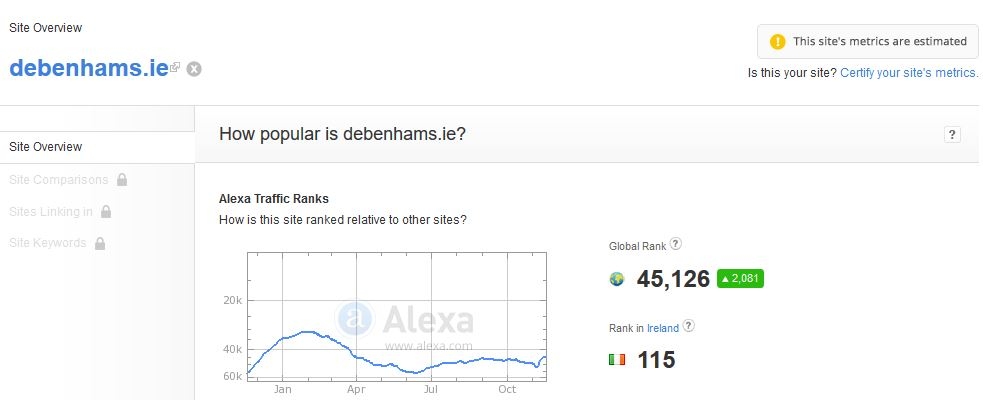 Site Overview
This site's metrics are estimated
debenhams.ie
Is this your site? Certify your site's metrics.
Site Overview
How popular is debenhams.ie?
?
Site Comparisons
Sites Linking in
Site Keywords
Alexa Traffic Ranks
How is this site ranked relative to other sites?
Global Rank ?
45,126 2,081
Rank in Ireland ?
115
20k
40k
60k
a Alexa
www.alexa.com
Jan Apr Jul Oct